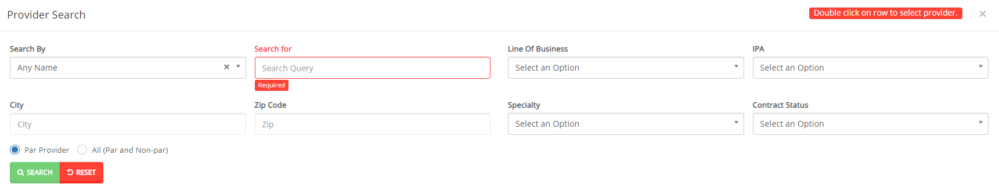 Provider Search
Double click on row to select provider.
×
Search By
Search for
Line Of Business
IPA
Any Name
Search Query
Select an Option
Select an Option
Required
City
Zip Code
Specialty
Contract Status
City
Zip
Select an Option
Select an Option
Par Provider
All (Par and Non-par)
SEARCH
RESET